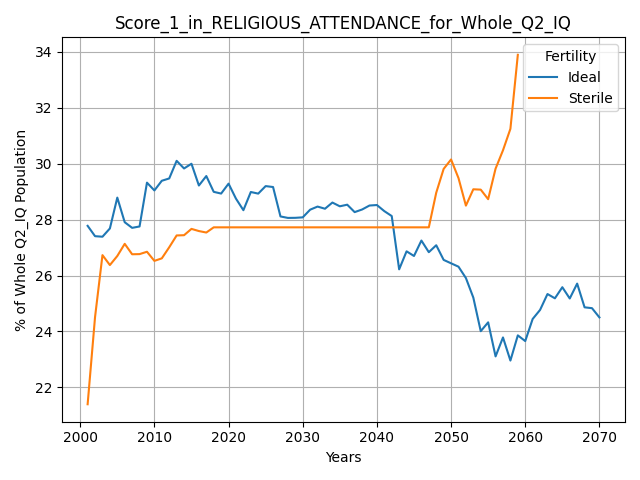 Score_1_in_RELIGIOUS_ATTENDANCE_for_Whole_Q2_IQ
Fertility
Ideal
Sterile
% of Whole Q2_IQ Population
34
32
30
28
26
24
22
2000 2010 2020 2030 2040 2050 2060 2070
Years